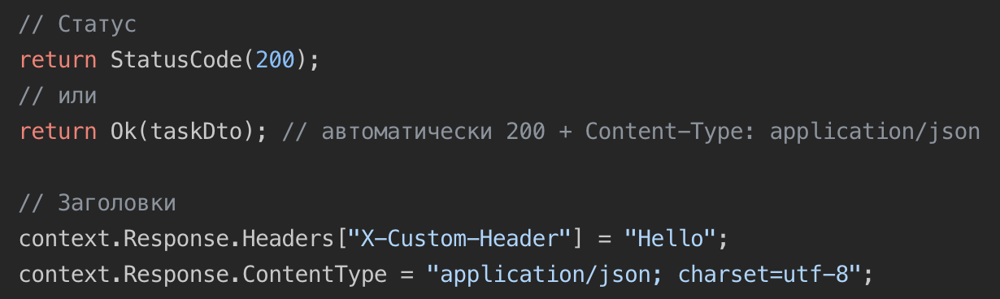 // Статус
return StatusCode(200);
// или
return Ok(taskDto); // автоматически 200 + Content-Type: application/json
// Заголовки
context.Response.Headers["X-Custom-Header"] = "Hello";
context.Response.ContentType = "application/json; charset=utf-8";